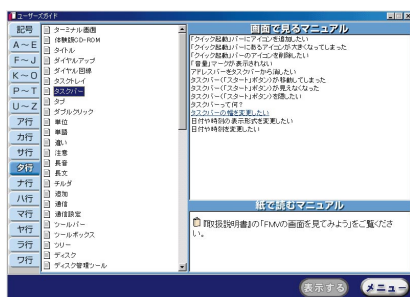 ユーザーズガイド
記号
A～E
F～J
K～O
P～T
U～Z
ア行
カ行
サ行
タ行
ナ行
ハ行
マ行
ヤ行
ラ行
ワ行
ターミナル画面
体験版CD-ROM
タイトル
ダイヤルアップ
ダイヤル回線
タスクトレイ
タスクバー
タブ
ダブルクリック
単位
単語
違い
注意
長音
長文
チルダ
追加
通信
通信設定
ツールバー
ツールボックス
ツリー
ディスク
ディスク管理ツール
画面で見るマニュアル
「クイック起動」バーにアイコンを追加したい
「クイック起動」バーにあるアイコンが大きくなってしまった
「クイック起動」バーのアイコンを削除したい
「音量」マークが表示されない
アドレスバーをタスクバーから消したい
タスクバー(「スタート」ボタン)が移動してしまった
タスクバー(「スタート」ボタン)が見えなくなった
タスクバー(「スタート」ボタン)を隠したい
タスクバーって何？
タスクバーの幅を変更したい
日付や時刻の表示形式を変更したい
日付や時刻を変更したい
紙で読むマニュアル
『取扱説明書』の「FMVの画面を見てみよう」をご覧くださ
い。
表示する
メニュー